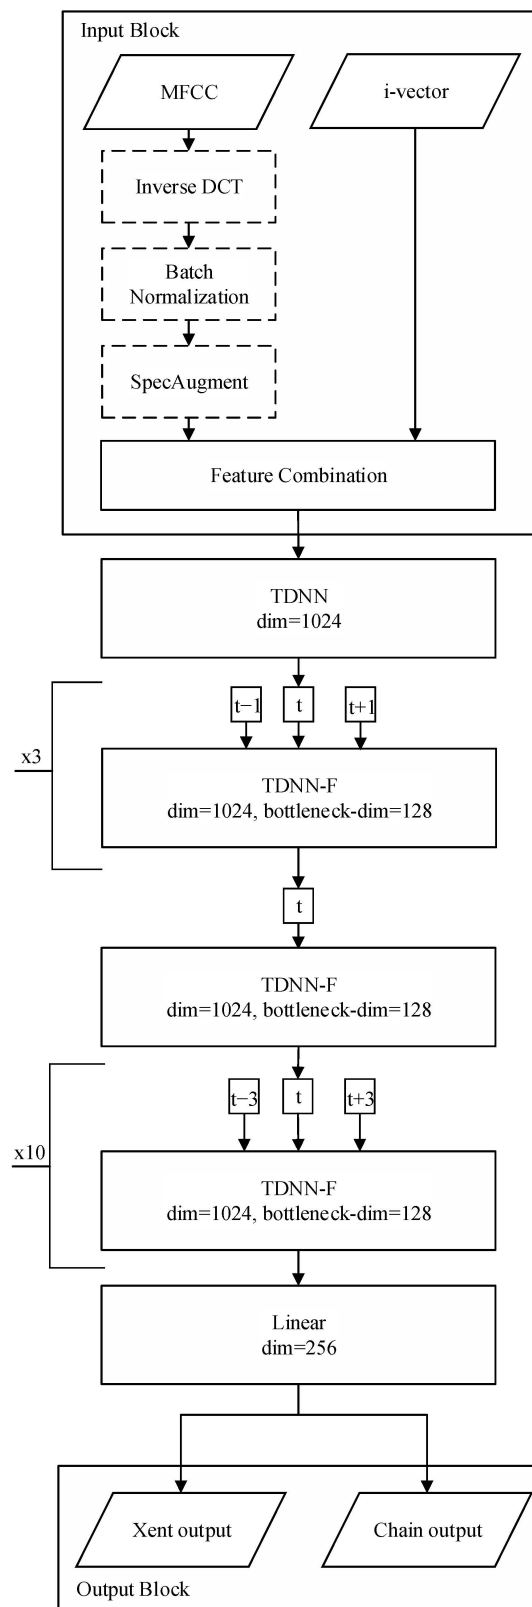 Input Block
MFCC
i-vector
Inverse DCT
Batch
Normalization
SpecAugment
Feature Combination
TDNN
dim=1024
t−1
t
t+1
x3
TDNN-F
dim=1024, bottleneck-dim=128
t
TDNN-F
dim=1024, bottleneck-dim=128
t−3
t
t+3
x10
TDNN-F
dim=1024, bottleneck-dim=128
Linear
dim=256
Xent output
Chain output
Output Block